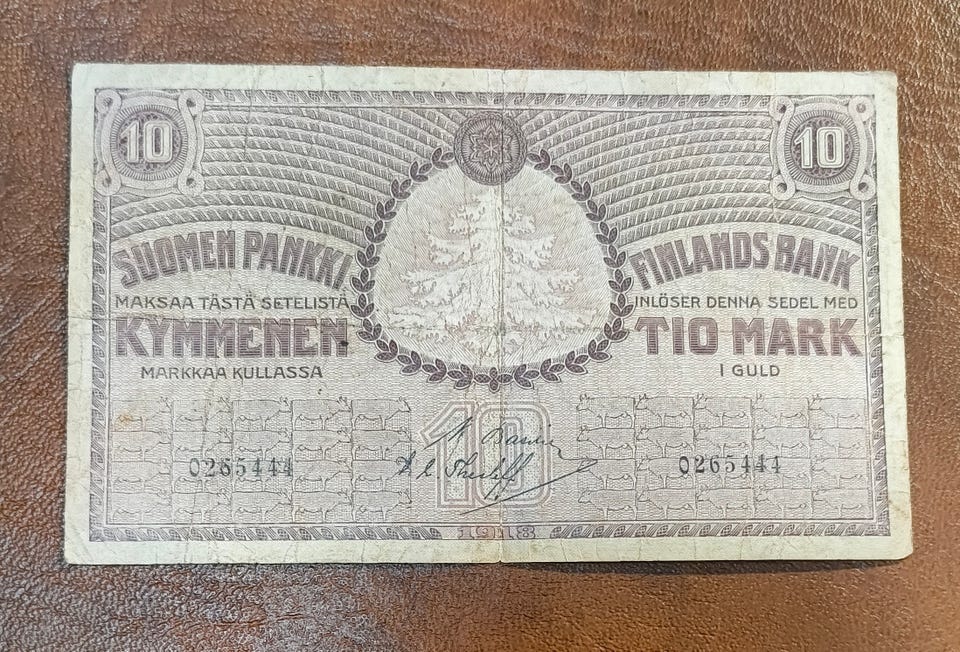 10 10
SUOMEN PANKKI
MAKSAA TÄSTÄ SETELISTÄ
KYMMENEN
MARKKAA KULLASSA
FINLANDS BANK
INLÖSER DENNA SEDEL MED
TIO MARK
I GULD
10
0265444 0265444